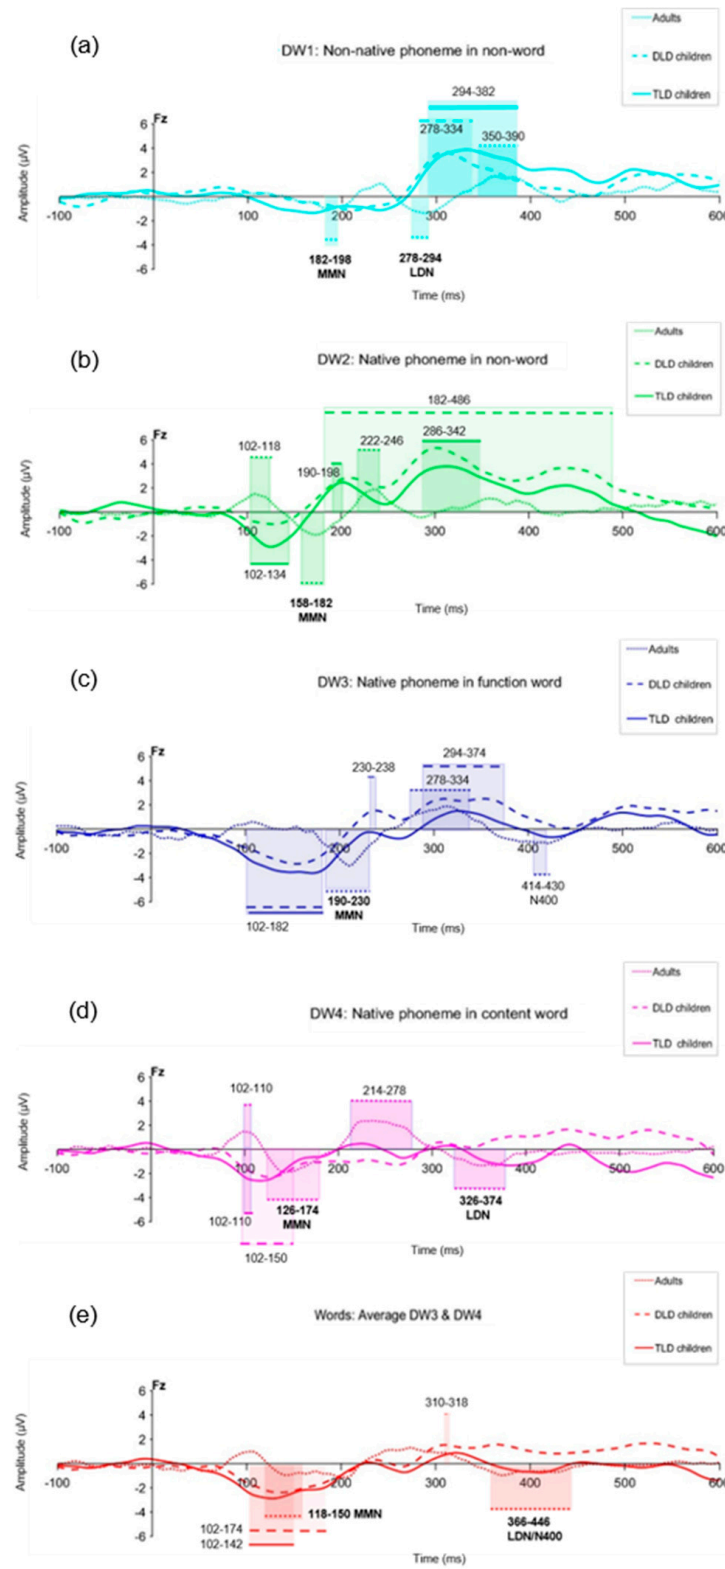 (a)
DW1: Non-native phoneme in non-word
Adults
DLD children
TLD children
Fz
Amplitude (μV)
6
4
2
-2
-4
-6
-100
100
200
300
400
500
600
294-382
278-334
350-390
182-198
MMN
278-294
LDN
Time (ms)
(b)
DW2: Native phoneme in non-word
Adults
DLD children
TLD children
Fz
Amplitude (μV)
6
4
2
-2
-4
-6
-100
100
200
300
400
500
600
182-486
102-118
190-198
222-246
286-342
102-134
158-182
MMN
Time (ms)
(c)
DW3: Native phoneme in function word
Adults
DLD children
TLD children
Fz
Amplitude (μV)
6
4
2
-2
-4
-6
-100
100
200
300
400
500
600
294-374
230-238
278-334
102-182
190-230
MMN
414-430
N400
Time (ms)
(d)
DW4: Native phoneme in content word
Adults
DLD children
TLD children
Fz
Amplitude (μV)
6
4
2
-2
-4
-6
-100
100
200
300
400
500
600
102-110
214-278
102-110
126-174
MMN
326-374
LDN
102-150
Time (ms)
(e)
Words: Average DW3 & DW4
Adults
DLD children
TLD children
Fz
Amplitude (μV)
6
4
2
-2
-4
-6
-100
100
200
300
400
500
600
310-318
118-150 MMN
102-174
102-142
366-446
LDN/N400
Time (ms)